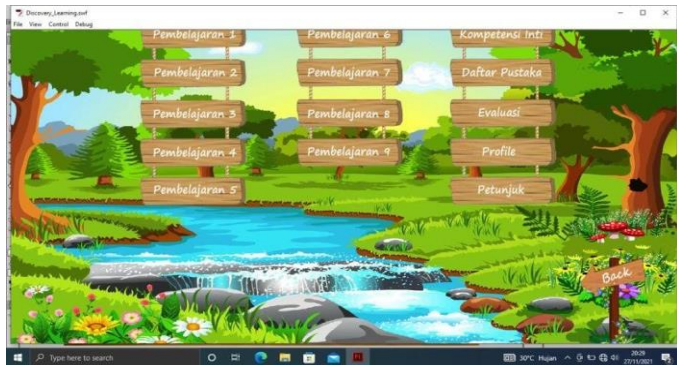 Discovery_Learning.swf
File View Control Debug
Pembelajaran 1
Pembelajaran 2
Pembelajaran 3
Pembelajaran 4
Pembelajaran 5
Pembelajaran 6
Pembelajaran 7
Pembelajaran 8
Pembelajaran 9
Kompetensi Inti
Daftar Pustaka
Evaluasi
Profile
Petunjuk
Back
Type here to search
30°C Hujan
20:29
27/11/2021